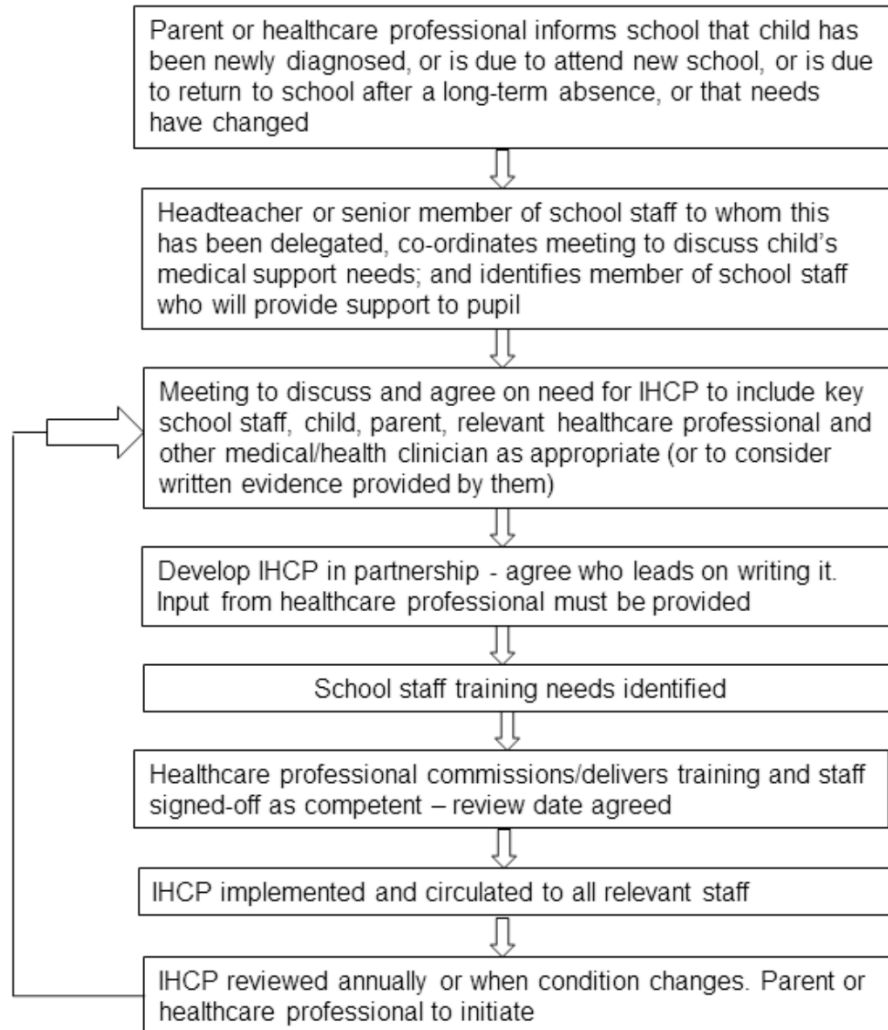 Parent or healthcare professional informs school that child has
been newly diagnosed, or is due to attend new school, or is due
to return to school after a long-term absence, or that needs
have changed
Headteacher or senior member of school staff to whom this
has been delegated, co-ordinates meeting to discuss child's
medical support needs; and identifies member of school staff
who will provide support to pupil
Meeting to discuss and agree on need for IHCP to include key
school staff, child, parent, relevant healthcare professional and
other medical/health clinician as appropriate (or to consider
written evidence provided by them)
Develop IHCP in partnership - agree who leads on writing it.
Input from healthcare professional must be provided
School staff training needs identified
Healthcare professional commissions/delivers training and staff
signed-off as competent – review date agreed
IHCP implemented and circulated to all relevant staff
IHCP reviewed annually or when condition changes. Parent or
healthcare professional to initiate